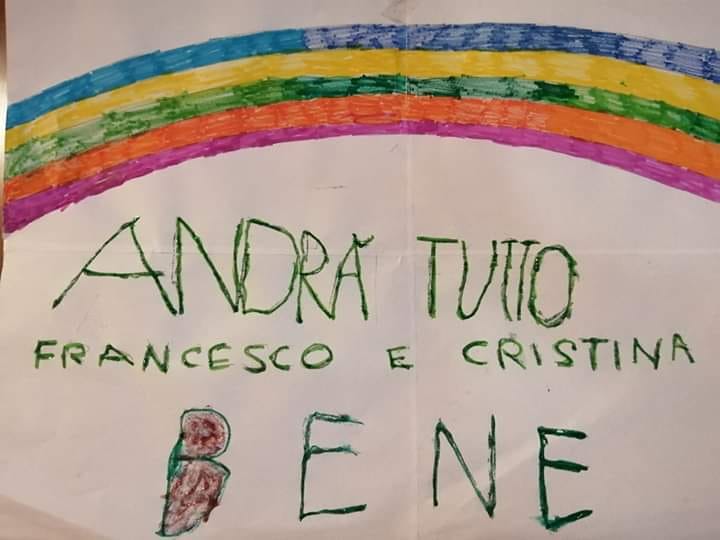 ANDRÀ TUTTO
FRANCESCO E CRISTINA
BENE